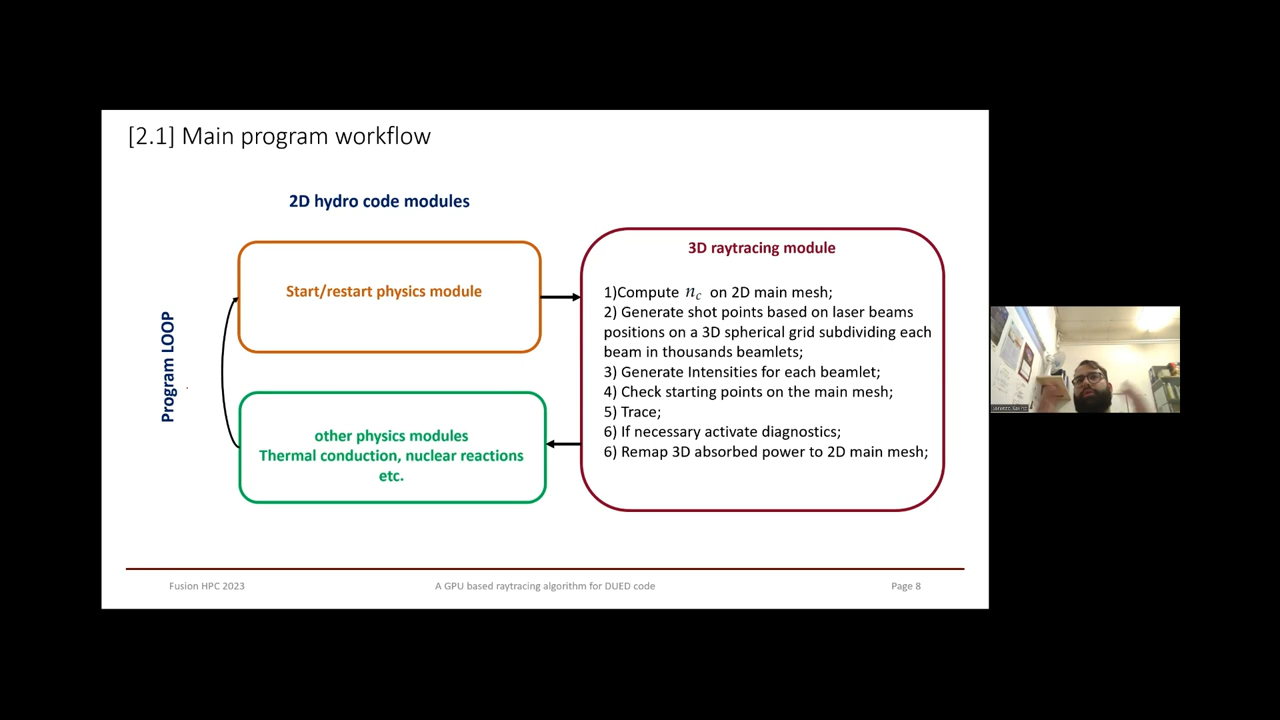 [2.1] Main program workflow
2D hydro code modules
Program LOOP
Start/restart physics module
other physics modules
Thermal conduction, nuclear reactions
etc.
3D raytracing module
1)Compute n_c on 2D main mesh;
2) Generate shot points based on laser beams
positions on a 3D spherical grid subdividing each
beam in thousands beamlets;
3) Generate Intensities for each beamlet;
4) Check starting points on the main mesh;
5) Trace;
6) If necessary activate diagnostics;
6) Remap 3D absorbed power to 2D main mesh;
Fusion HPC 2023
A GPU based raytracing algorithm for DUED code
Page 8